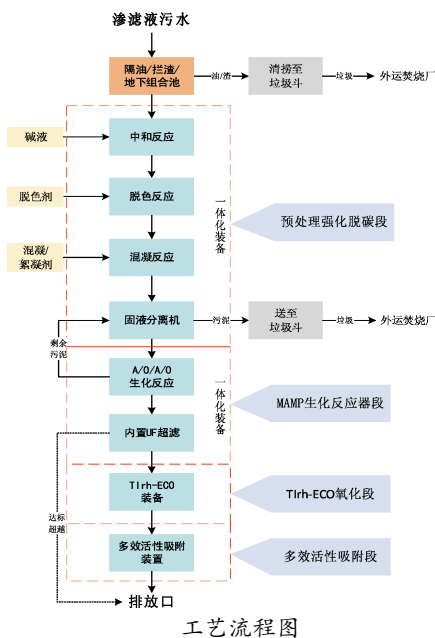 渗滤液污水
隔油/拦渣/
地下组合池
油/渣
清捞至
垃圾斗
垃圾
外运焚烧厂
碱液
中和反应
脱色剂
脱色反应
一体化装备
预处理强化脱碳段
混凝/
絮凝剂
混凝反应
固液分离机
污泥
送至
垃圾斗
垃圾
外运焚烧厂
剩余
污泥
A/O/A/O
生化反应
一体化装备
MAMP生化反应器段
内置UF超滤
TIrh-ECO
装备
TIrh-ECO氧化段
达标
超越
多效活性吸附
装置
多效活性吸附段
排放口
工艺流程图